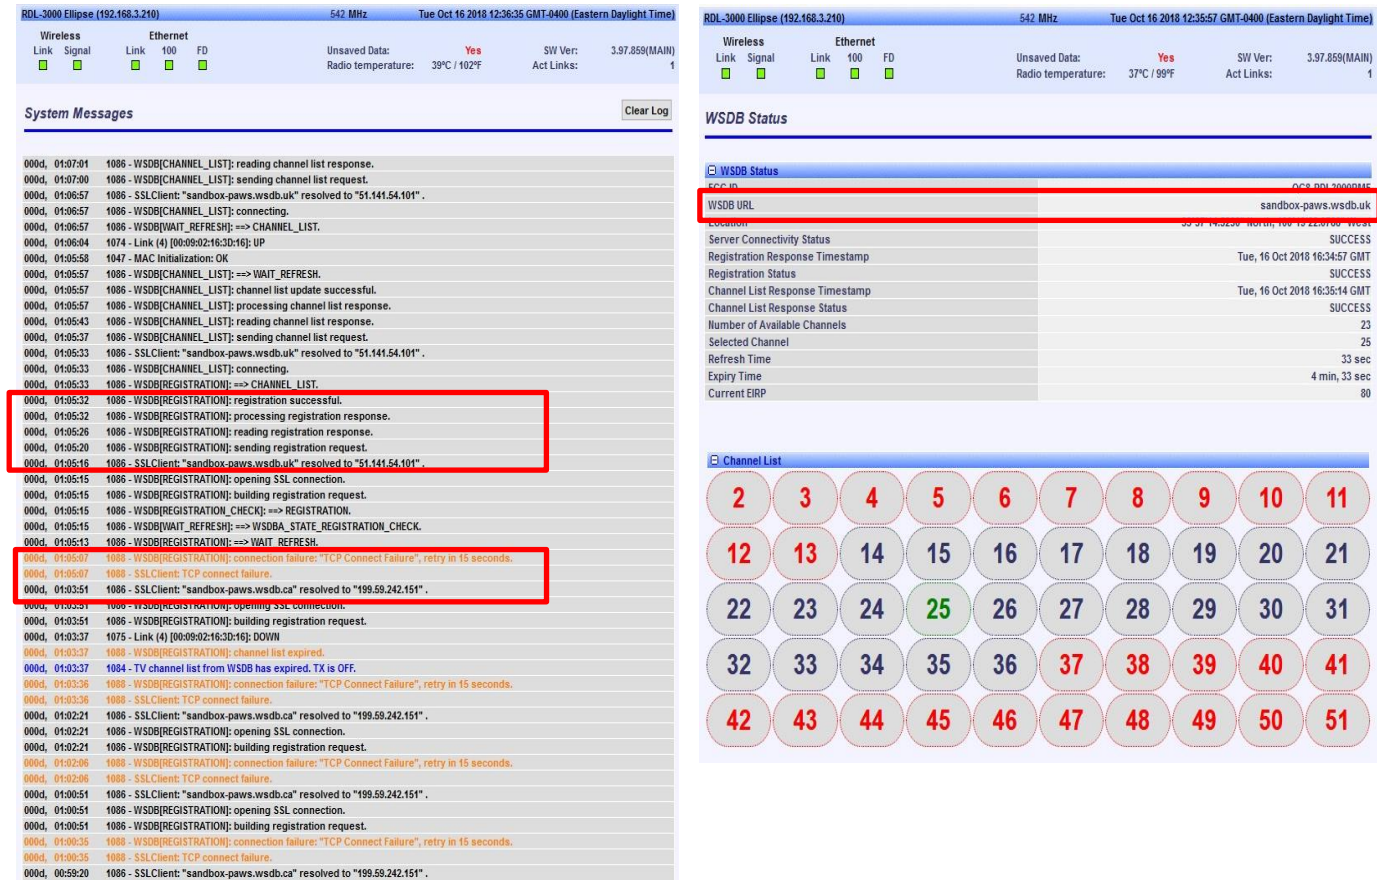 RDL-3000 Ellipse (192.168.3.210) 542 MHz Tue Oct 16 2018 12:36:35 GMT-0400 (Eastern Daylight Time)
Wireless Ethernet
Link Signal Link 100 FD Unsaved Data: Yes SW Ver: 3.97.859(MAIN)
Radio temperature: 39°C / 102°F Act Links: 1
System Messages Clear Log
000d, 01:07:01 1086 - WSDB[CHANNEL_LIST]: reading channel list response.
000d, 01:07:00 1086 - WSDB[CHANNEL_LIST]: sending channel list request.
000d, 01:06:57 1086 - SSLClient: "sandbox-paws.wsdb.uk" resolved to "51.141.54.101" .
000d, 01:06:57 1086 - WSDB[CHANNEL_LIST]: connecting.
000d, 01:06:57 1086 - WSDB[WAIT_REFRESH]: ==> CHANNEL_LIST.
000d, 01:06:04 1074 - Link (4) [00:09:02:16:3D:16]: UP
000d, 01:05:58 1047 - MAC Initialization: OK
000d, 01:05:57 1086 - WSDB[CHANNEL_LIST]: ==> WAIT_REFRESH.
000d, 01:05:57 1086 - WSDB[CHANNEL_LIST]: channel list update successful.
000d, 01:05:57 1086 - WSDB[CHANNEL_LIST]: processing channel list response.
000d, 01:05:43 1086 - WSDB[CHANNEL_LIST]: reading channel list response.
000d, 01:05:37 1086 - WSDB[CHANNEL_LIST]: sending channel list request.
000d, 01:05:33 1086 - SSLClient: "sandbox-paws.wsdb.uk" resolved to "51.141.54.101" .
000d, 01:05:33 1086 - WSDB[CHANNEL_LIST]: connecting.
000d, 01:05:33 1086 - WSDB[REGISTRATION]: ==> CHANNEL_LIST.
000d, 01:05:32 1086 - WSDB[REGISTRATION]: registration successful.
000d, 01:05:32 1086 - WSDB[REGISTRATION]: processing registration response.
000d, 01:05:26 1086 - WSDB[REGISTRATION]: reading registration response.
000d, 01:05:20 1086 - WSDB[REGISTRATION]: sending registration request.
000d, 01:05:16 1086 - SSLClient: "sandbox-paws.wsdb.uk" resolved to "51.141.54.101" .
000d, 01:05:15 1086 - WSDB[REGISTRATION]: opening SSL connection.
000d, 01:05:15 1086 - WSDB[REGISTRATION]: building registration request.
000d, 01:05:15 1086 - WSDB[REGISTRATION_CHECK]: ==> REGISTRATION.
000d, 01:05:15 1086 - WSDB[WAIT_REFRESH]: ==> WSDBA_STATE_REGISTRATION_CHECK.
000d, 01:05:13 1086 - WSDB[REGISTRATION]: ==> WAIT_REFRESH.
000d, 01:05:07 1088 - WSDB[REGISTRATION]: connection failure: "TCP Connect Failure", retry in 15 seconds.
000d, 01:05:07 1088 - SSLClient: TCP connect failure.
000d, 01:03:51 1086 - SSLClient: "sandbox-paws.wsdb.ca" resolved to "199.59.242.151" .
000d, 01:03:51 1086 - WSDB[REGISTRATION]: opening SSL connection.
000d, 01:03:51 1086 - WSDB[REGISTRATION]: building registration request.
000d, 01:03:37 1075 - Link (4) [00:09:02:16:3D:16]: DOWN
000d, 01:03:37 1088 - WSDB[REGISTRATION]: channel list expired.
000d, 01:03:37 1084 - TV channel list from WSDB has expired. TX is OFF.
000d, 01:03:36 1088 - WSDB[REGISTRATION]: connection failure: "TCP Connect Failure", retry in 15 seconds.
000d, 01:03:36 1088 - SSLClient: TCP connect failure.
000d, 01:02:21 1086 - SSLClient: "sandbox-paws.wsdb.ca" resolved to "199.59.242.151" .
000d, 01:02:21 1086 - WSDB[REGISTRATION]: opening SSL connection.
000d, 01:02:21 1086 - WSDB[REGISTRATION]: building registration request.
000d, 01:02:06 1088 - WSDB[REGISTRATION]: connection failure: "TCP Connect Failure", retry in 15 seconds.
000d, 01:02:06 1088 - SSLClient: TCP connect failure.
000d, 01:00:51 1086 - SSLClient: "sandbox-paws.wsdb.ca" resolved to "199.59.242.151" .
000d, 01:00:51 1086 - WSDB[REGISTRATION]: opening SSL connection.
000d, 01:00:51 1086 - WSDB[REGISTRATION]: building registration request.
000d, 01:00:35 1088 - WSDB[REGISTRATION]: connection failure: "TCP Connect Failure", retry in 15 seconds.
000d, 01:00:35 1088 - SSLClient: TCP connect failure.
000d, 00:59:20 1086 - SSLClient: "sandbox-paws.wsdb.ca" resolved to "199.59.242.151" .
RDL-3000 Ellipse (192.168.3.210) 542 MHz Tue Oct 16 2018 12:35:57 GMT-0400 (Eastern Daylight Time)
Wireless Ethernet
Link Signal Link 100 FD Unsaved Data: Yes SW Ver: 3.97.859(MAIN)
Radio temperature: 37°C / 99°F Act Links: 1
WSDB Status
WSDB Status
FCC ID
WSDB URL sandbox-paws.wsdb.uk
Location
Server Connectivity Status SUCCESS
Registration Response Timestamp Tue, 16 Oct 2018 16:34:57 GMT
Registration Status SUCCESS
Channel List Response Timestamp Tue, 16 Oct 2018 16:35:14 GMT
Channel List Response Status SUCCESS
Number of Available Channels 23
Selected Channel 25
Refresh Time 33 sec
Expiry Time 4 min, 33 sec
Current EIRP 80
Channel List
2 3 4 5 6 7 8 9 10 11
12 13 14 15 16 17 18 19 20 21
22 23 24 25 26 27 28 29 30 31
32 33 34 35 36 37 38 39 40 41
42 43 44 45 46 47 48 49 50 51